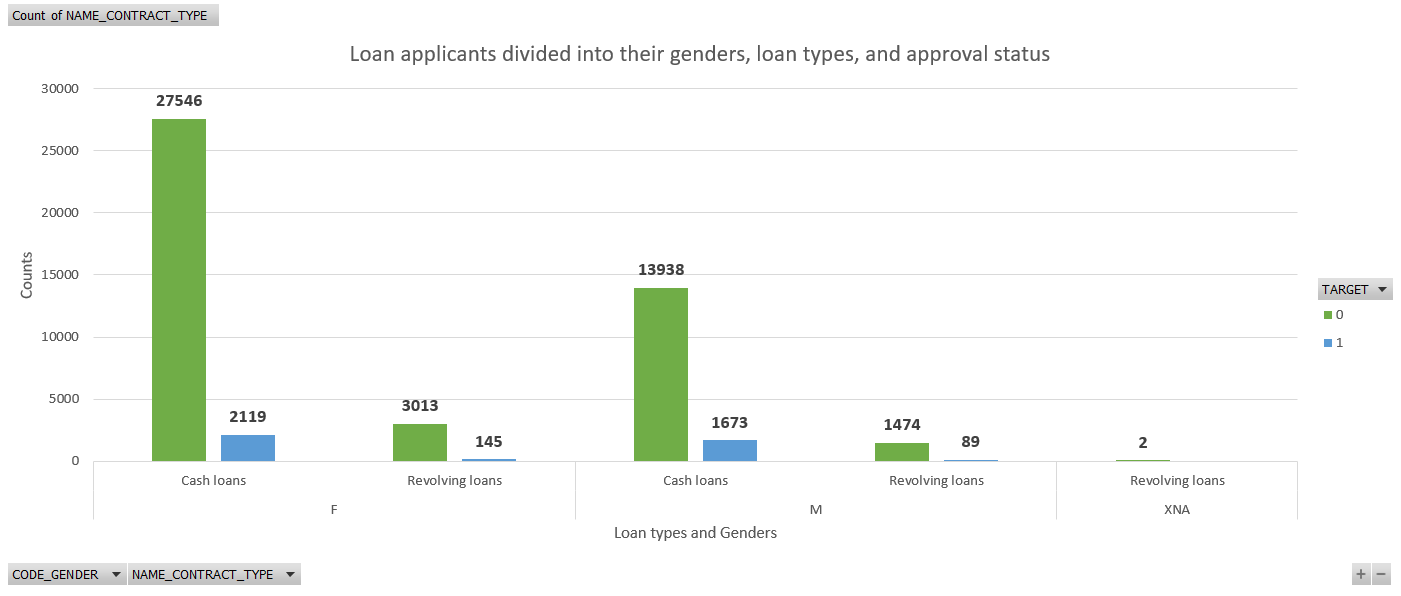 Count of NAME_CONTRACT_TYPE
Loan applicants divided into their genders, loan types, and approval status
Counts
30000
25000
20000
15000
10000
5000
0
27546
2119
3013
145
13938
1673
1474
89
2
Cash loans
Revolving loans
Cash loans
Revolving loans
Revolving loans
F
M
XNA
Loan types and Genders
TARGET
0
1
CODE_GENDER
NAME_CONTRACT_TYPE
+ −